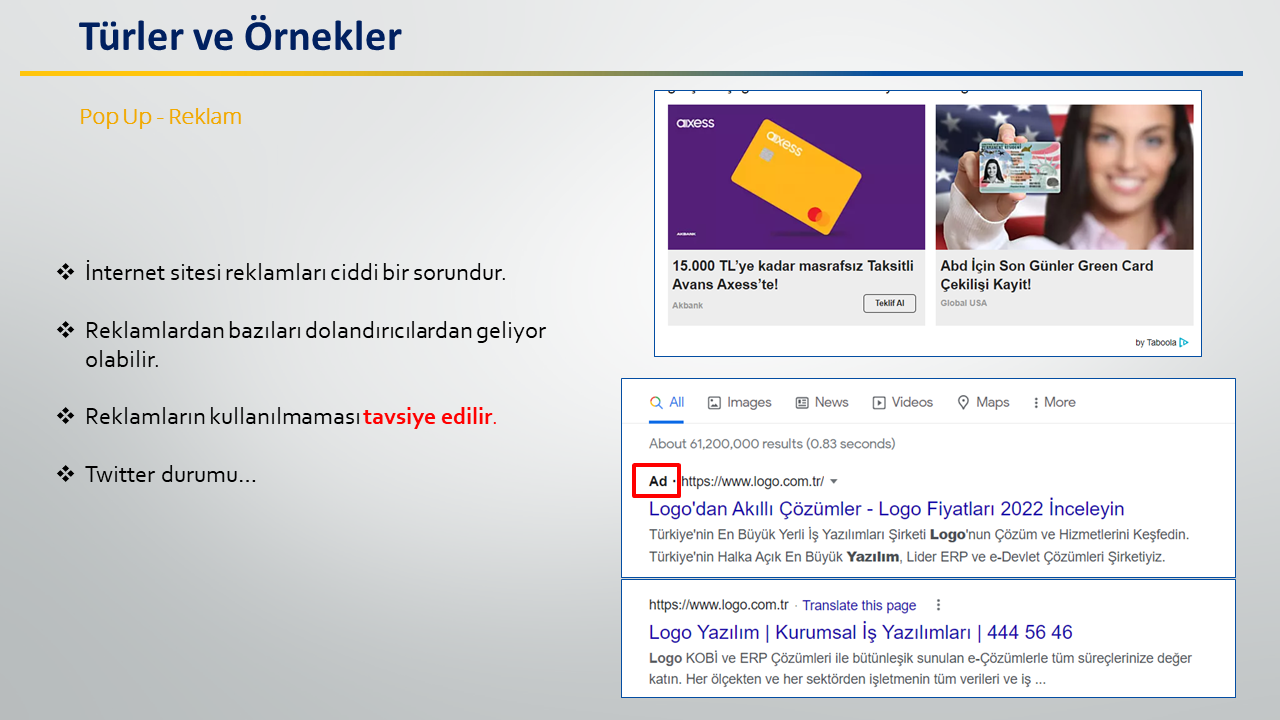 Türler ve Örnekler
Pop Up - Reklam
❖ İnternet sitesi reklamları ciddi bir sorundur.
❖ Reklamlardan bazıları dolandırıcılardan geliyor
olabilir.
❖ Reklamların kullanılmaması tavsiye edilir.
❖ Twitter durumu...
axess
axess
AKBANK
15.000 TL'ye kadar masrafsız Taksitli
Avans Axess'te!
Akbank
Teklif Al
Abd İçin Son Günler Green Card
Çekilişi Kayit!
Global USA
by Taboola
All Images News Videos Maps More
About 61,200,000 results (0.83 seconds)
Ad · https://www.logo.com.tr/
Logo'dan Akıllı Çözümler - Logo Fiyatları 2022 İnceleyin
Türkiye'nin En Büyük Yerli İş Yazılımları Şirketi Logo'nun Çözüm ve Hizmetlerini Keşfedin.
Türkiye'nin Halka Açık En Büyük Yazılım, Lider ERP ve e-Devlet Çözümleri Şirketiyiz.
https://www.logo.com.tr · Translate this page
Logo Yazılım | Kurumsal İş Yazılımları | 444 56 46
Logo KOBİ ve ERP Çözümleri ile bütünleşik sunulan e-Çözümlerle tüm süreçlerinize değer
katın. Her ölçekten ve her sektörden işletmenin tüm verileri ve iş ...